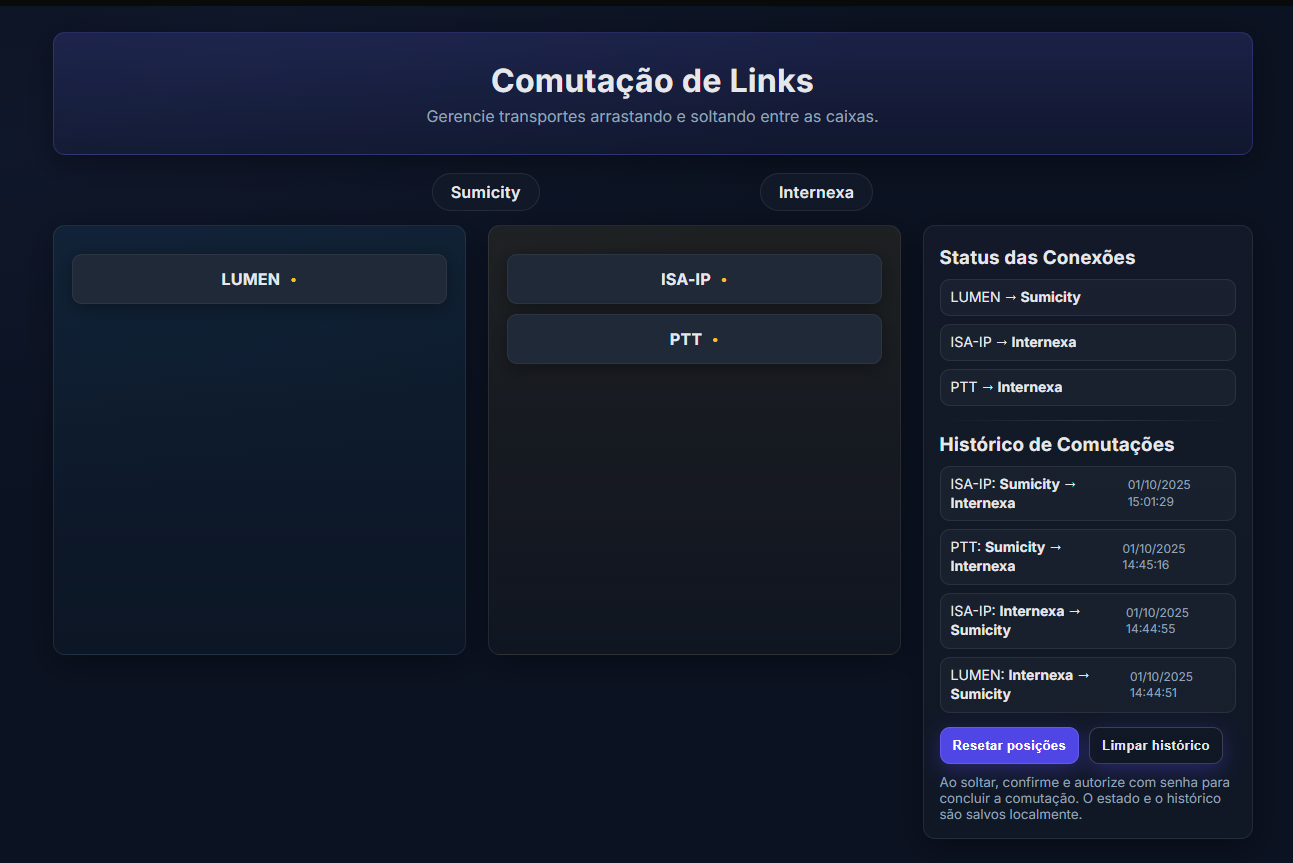 Comutação de Links
Gerencie transportes arrastando e soltando entre as caixas.
Sumicity
Internexa
LUMEN •
ISA-IP •
PTT •
Status das Conexões
LUMEN → Sumicity
ISA-IP → Internexa
PTT → Internexa
Histórico de Comutações
ISA-IP: Sumicity →
Internexa
01/10/2025
15:01:29
PTT: Sumicity →
Internexa
01/10/2025
14:45:16
ISA-IP: Internexa →
Sumicity
01/10/2025
14:44:55
LUMEN: Internexa →
Sumicity
01/10/2025
14:44:51
Resetar posições
Limpar histórico
Ao soltar, confirme e autorize com senha para
concluir a comutação. O estado e o histórico
são salvos localmente.